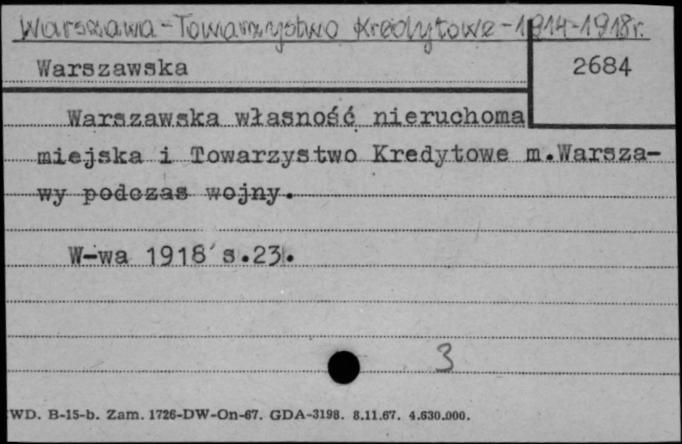 Warszawa-Towarzystwo Kredytowe-1914-1918r.
Warszawska
2684
Warszawska własność nieruchoma
miejska i Towarzystwo Kredytowe m.Warsza-
wy podczas wojny.
W-wa 1918 s.23.
3
WD. B-15-b. Zam. 1726-DW-On-67. GDA-3198. 8.11.67. 4.630.000.